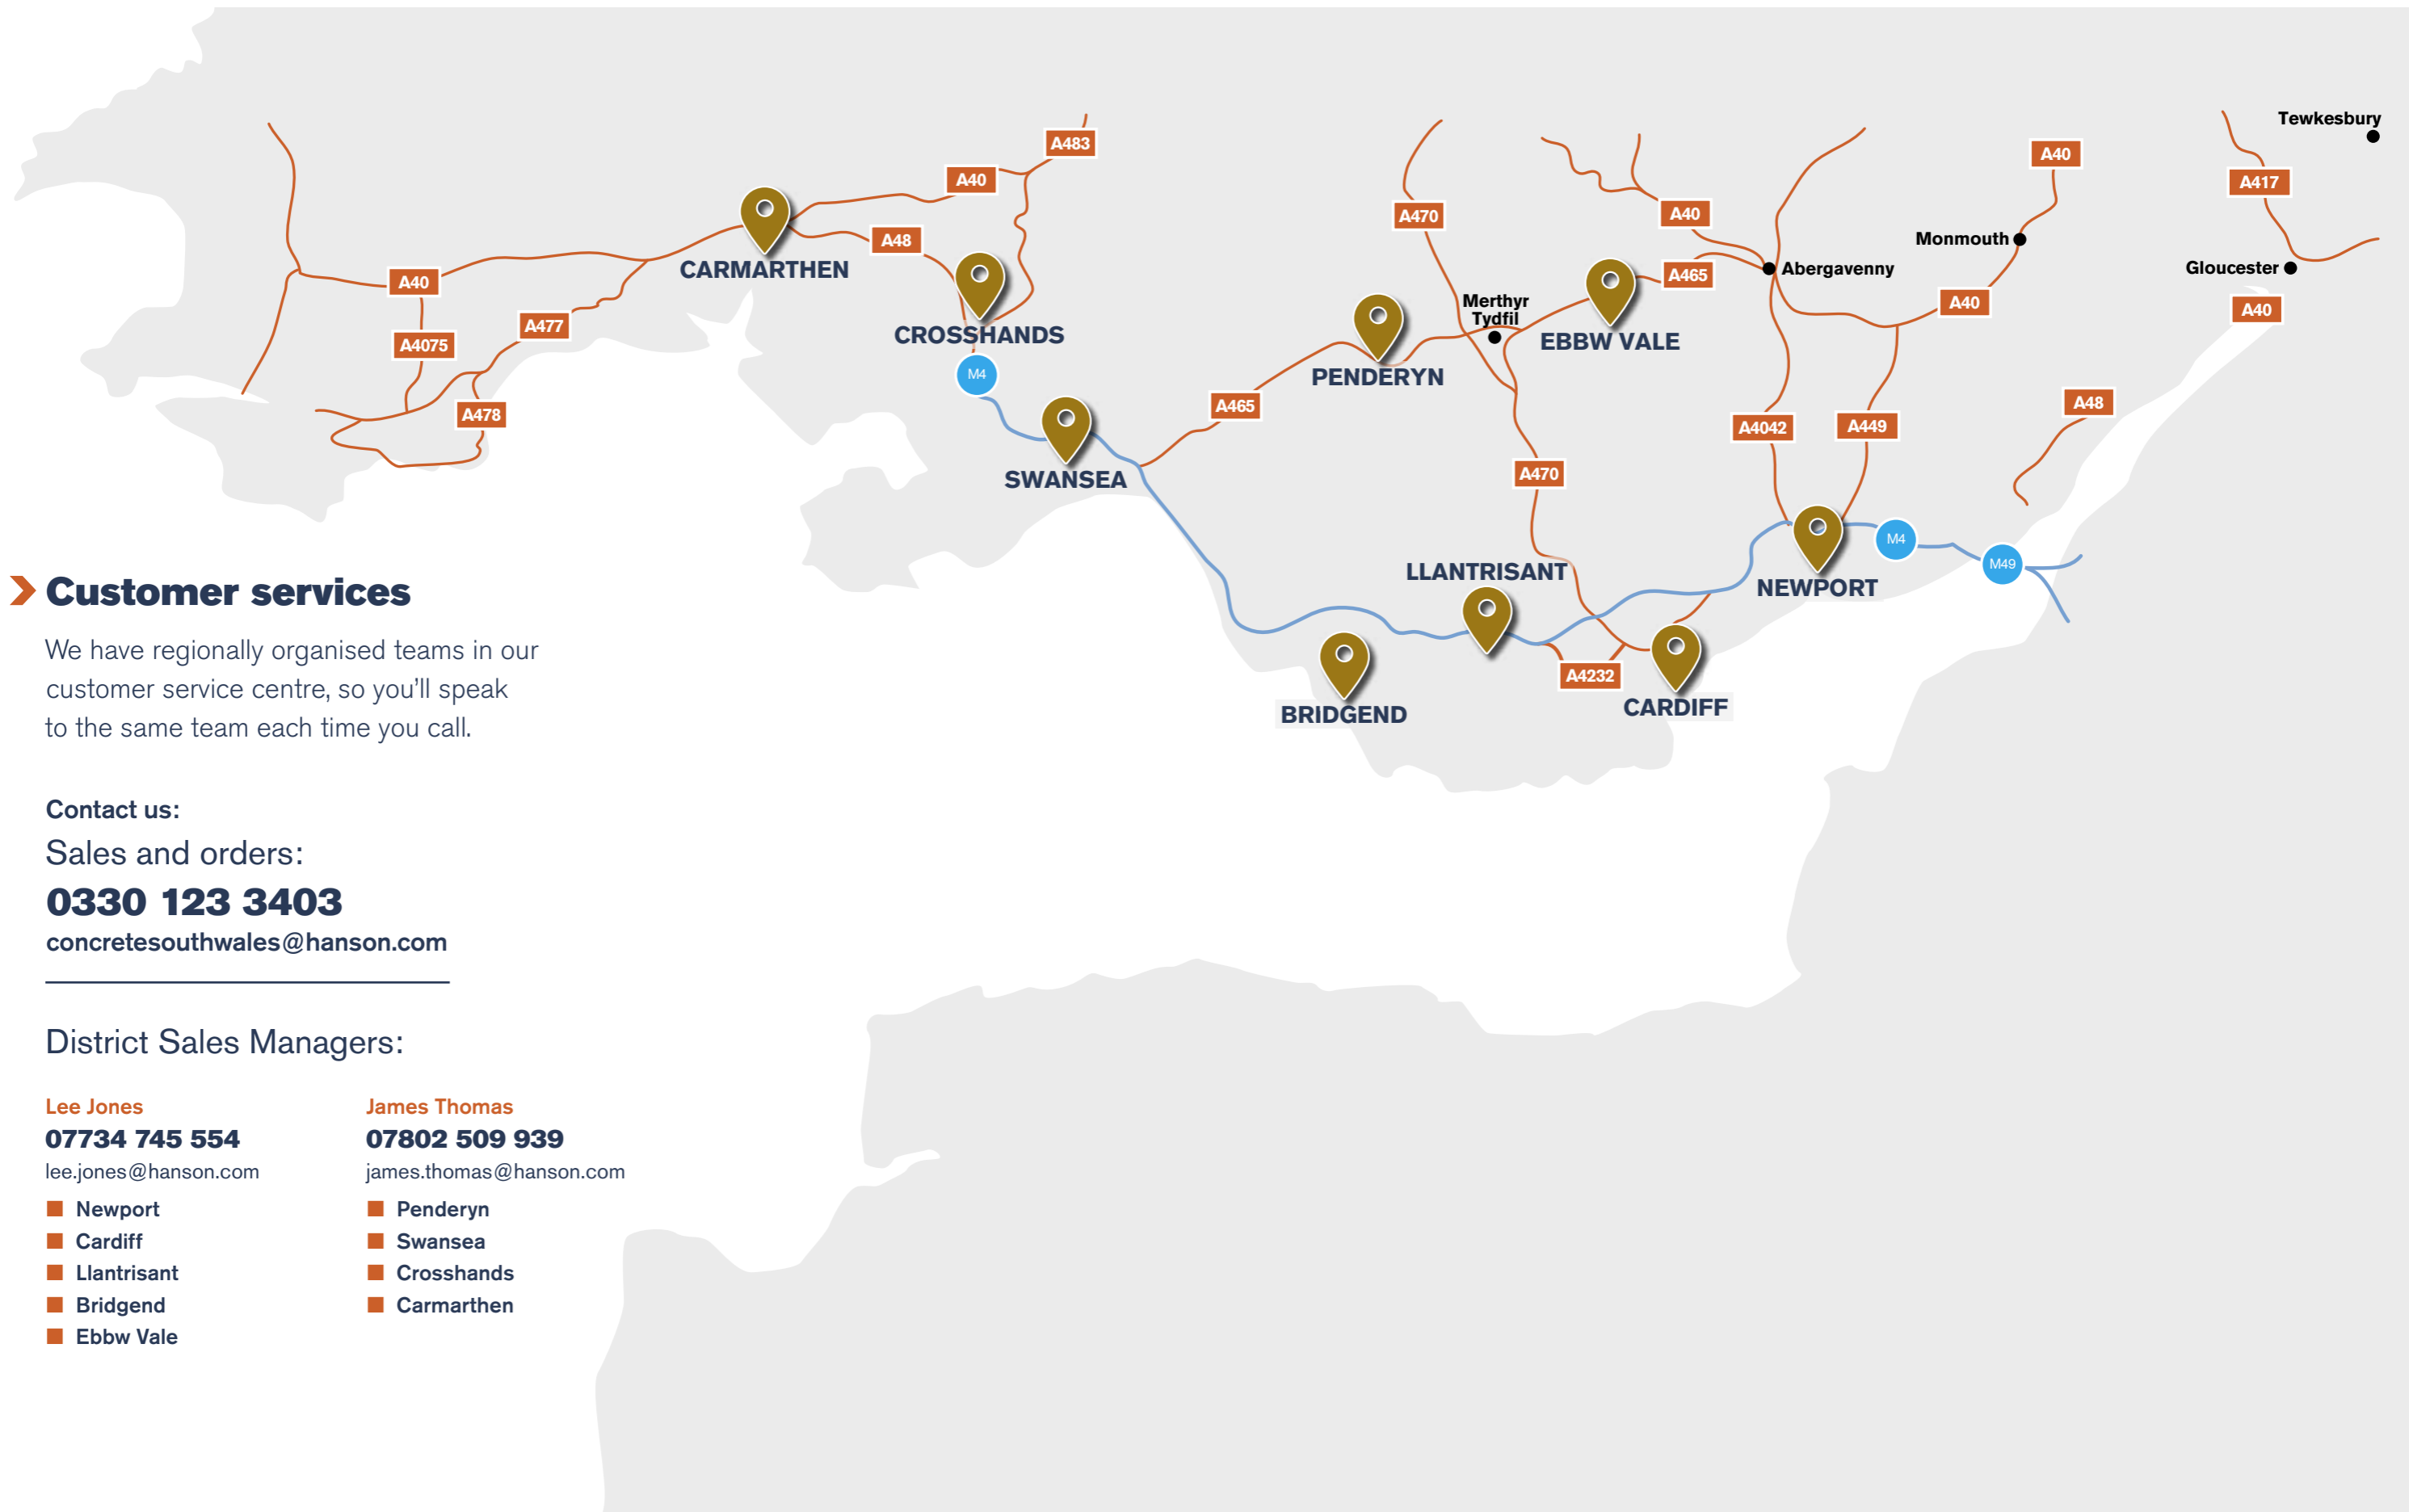 Tewkesbury
A483
A40
A417
A40
A470
A40
A48
Monmouth
CARMARTHEN
Abergavenny
Gloucester
A465
A40
Merthyr
Tydfil
A40
A40
A477
CROSSHANDS
EBBW VALE
A4075
M4
PENDERYN
A465
A48
A478
A4042
A449
SWANSEA
A470
M4
M49
LLANTRISANT
NEWPORT
A4232
BRIDGEND
CARDIFF
Customer services
We have regionally organised teams in our
customer service centre, so you'll speak
to the same team each time you call.
Contact us:
Sales and orders:
0330 123 3403
concretesouthwales@hanson.com
District Sales Managers:
Lee Jones
07734 745 554
lee.jones@hanson.com
Newport
Cardiff
Llantrisant
Bridgend
Ebbw Vale
James Thomas
07802 509 939
james.thomas@hanson.com
Penderyn
Swansea
Crosshands
Carmarthen